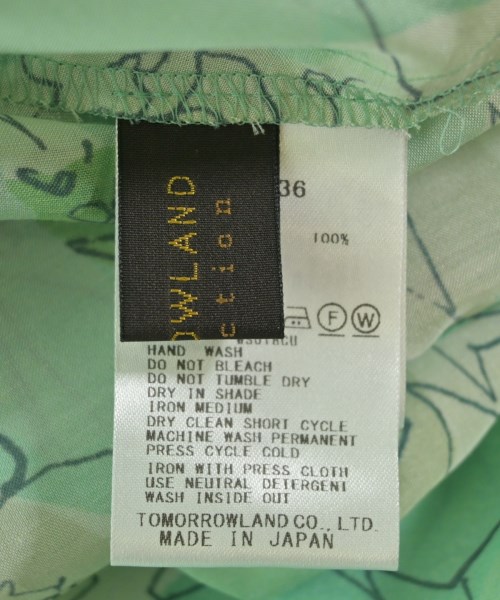 OWLAND
ction
36
100%
F W
HAND WASH
DO NOT BLEACH
DO NOT TUMBLE DRY
DRY IN SHADE
IRON MEDIUM
DRY CLEAN SHORT CYCLE
MACHINE WASH PERMANENT
PRESS CYCLE COLD
IRON WITH PRESS CLOTH
USE NEUTRAL DETERGENT
WASH INSIDE OUT
TOMORROWLAND CO., LTD.
MADE IN JAPAN